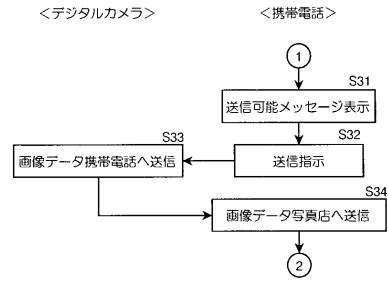 ＜デジタルカメラ＞ ＜携帯電話＞
1
S31
送信可能メッセージ表示
S32
送信指示
S33
画像データ携帯電話へ送信
S34
画像データ写真店へ送信
2